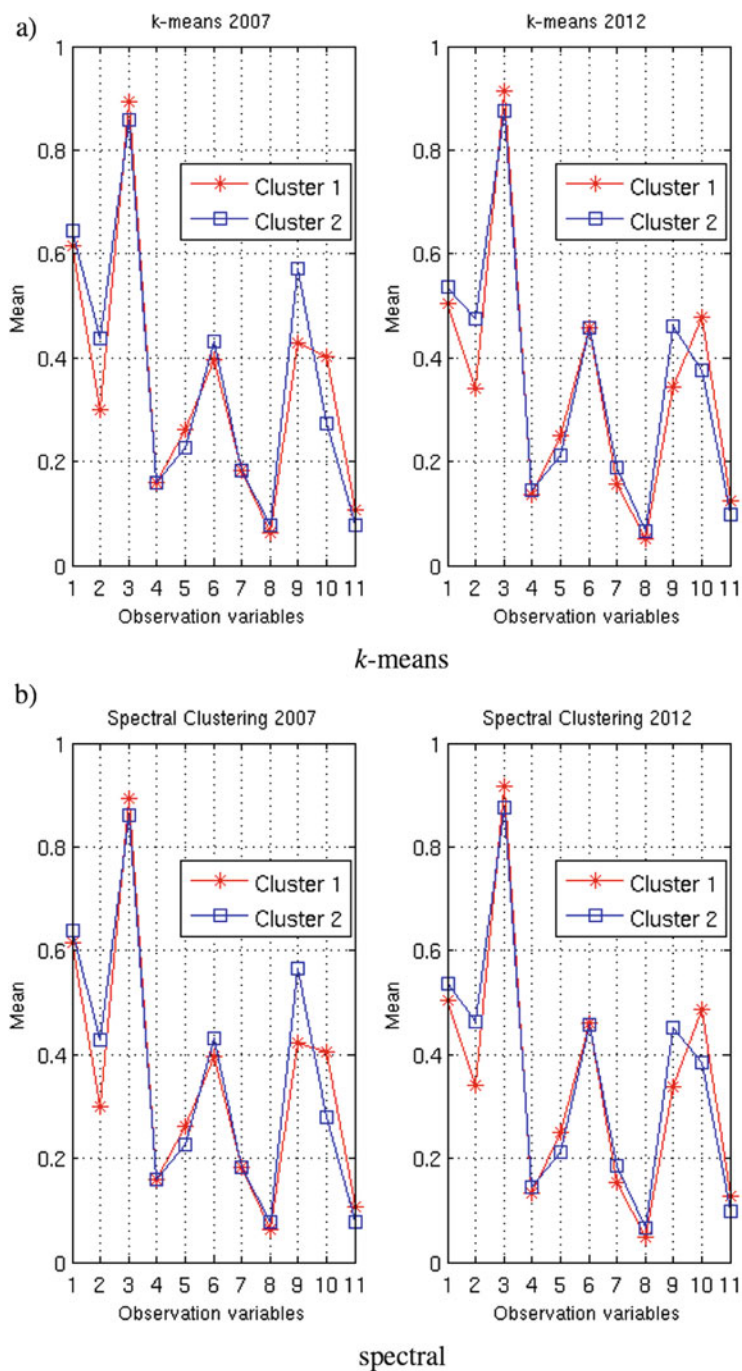 a)
k-means 2007
k-means 2012
1
0.8
0.6
0.4
0.2
0
Mean
Cluster 1
Cluster 2
1 2 3 4 5 6 7 8 9 10 11
Observation variables
1
0.8
0.6
0.4
0.2
0
Mean
Cluster 1
Cluster 2
1 2 3 4 5 6 7 8 9 10 11
Observation variables
k-means
b)
Spectral Clustering 2007
Spectral Clustering 2012
1
0.8
0.6
0.4
0.2
0
Mean
Cluster 1
Cluster 2
1 2 3 4 5 6 7 8 9 10 11
Observation variables
1
0.8
0.6
0.4
0.2
0
Mean
Cluster 1
Cluster 2
1 2 3 4 5 6 7 8 9 10 11
Observation variables
spectral